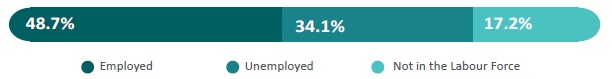 48.7% 34.1% 17.2%
Employed Unemployed Not in the Labour Force